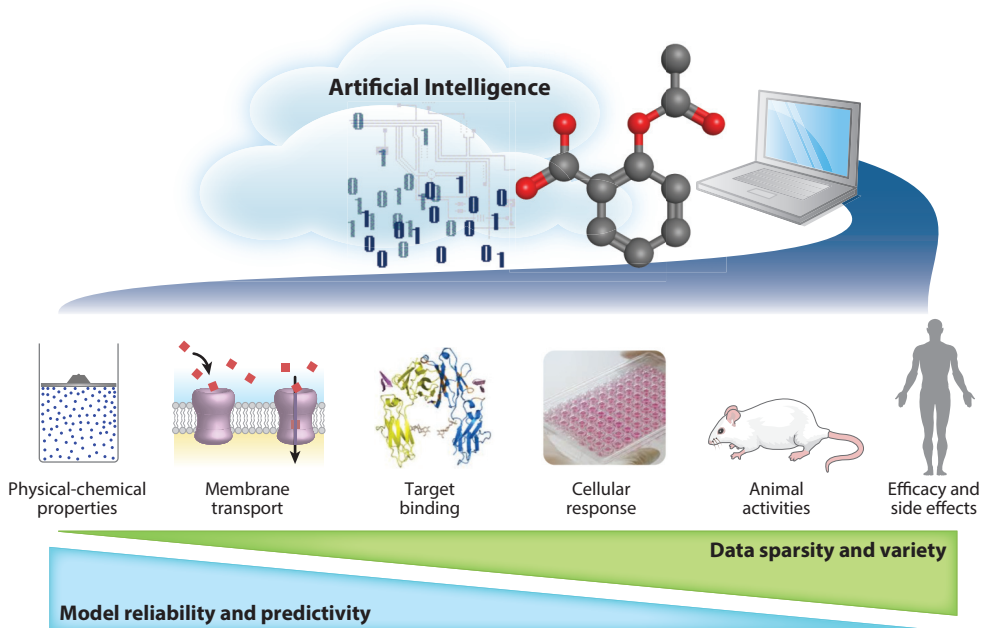 Artificial Intelligence
Physical-chemical
properties
Membrane
transport
Target
binding
Cellular
response
Animal
activities
Efficacy and
side effects
Data sparsity and variety
Model reliability and predictivity